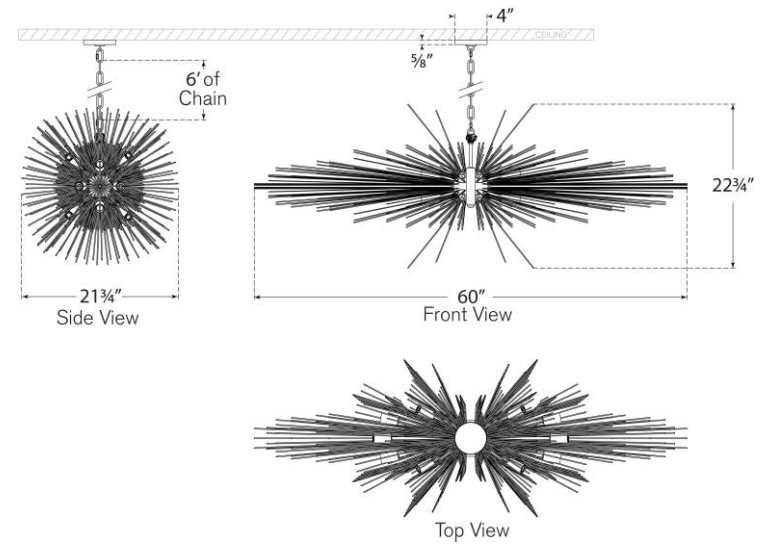 4”
CEILING
⅝”
6’ of
Chain
22¾”
21¾”
Side View
60”
Front View
Top View